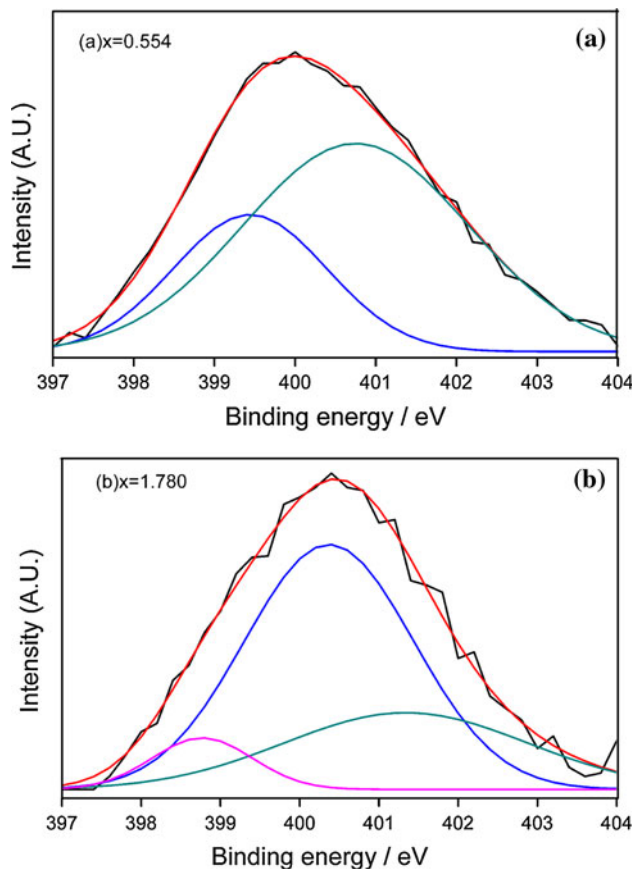 (a)x=0.554
(a)
Intensity (A.U.)
397 398 399 400 401 402 403 404
Binding energy / eV
(b)x=1.780
(b)
Intensity (A.U.)
397 398 399 400 401 402 403 404
Binding energy / eV